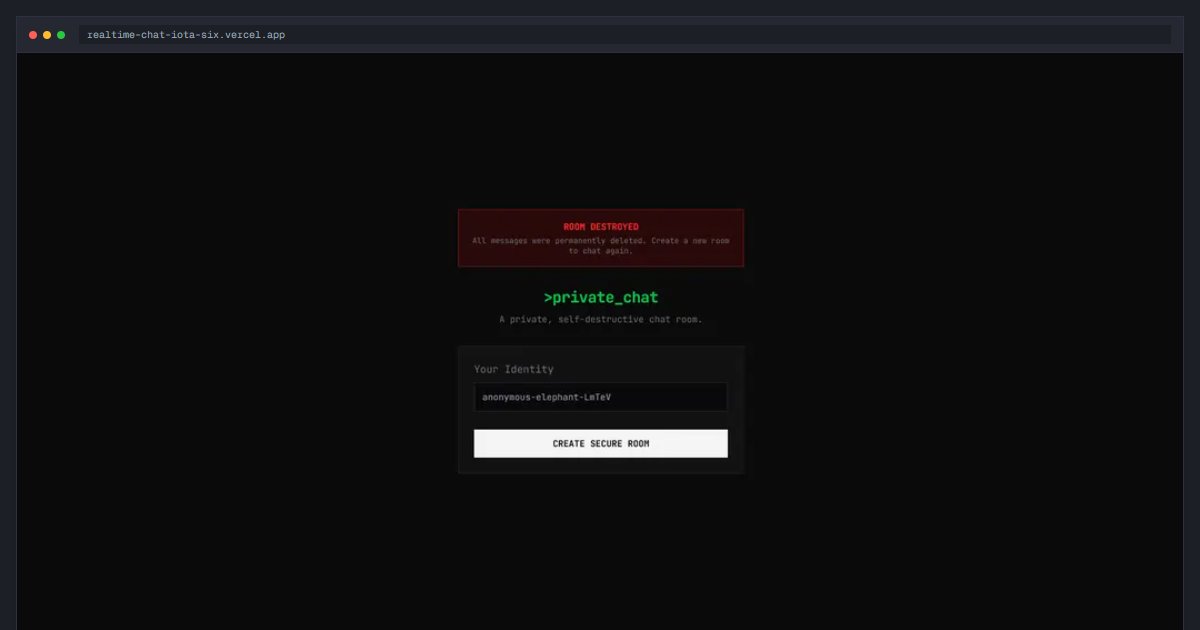 realtime-chat-iota-six.vercel.app
ROOM DESTROYED
All messages were permanently deleted. Create a new room
to chat again.
>private_chat
A private, self-destructive chat room.
Your Identity
anonymous-elephant-LmTeV
CREATE SECURE ROOM